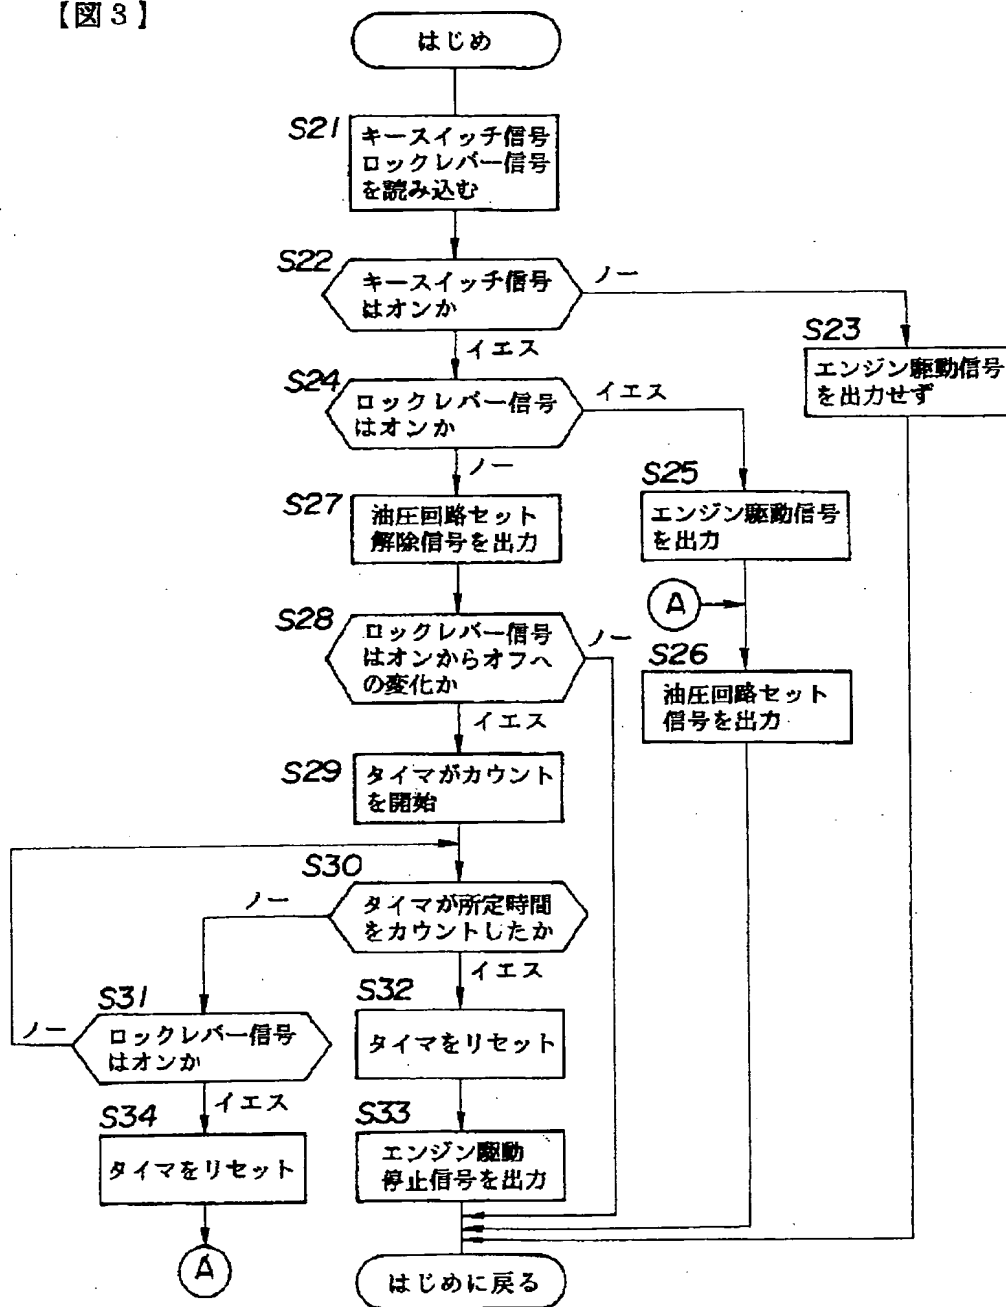 【図3】
はじめ
S21
キースイッチ信号
ロックレバー信号
を読み込む
S22
キースイッチ信号
はオンか
ノー
イエス
S23
エンジン駆動信号
を出力せず
S24
ロックレバー信号
はオンか
イエス
ノー
S25
エンジン駆動信号
を出力
A
S26
油圧回路セット
信号を出力
S27
油圧回路セット
解除信号を出力
S28
ロックレバー信号
はオンからオフへ
の変化か
ノー
イエス
S29
タイマがカウント
を開始
S30
タイマが所定時間
をカウントしたか
ノー
イエス
S31
ロックレバー信号
はオンか
ノー
イエス
S32
タイマをリセット
S33
エンジン駆動
停止信号を出力
S34
タイマをリセット
A
はじめに戻る